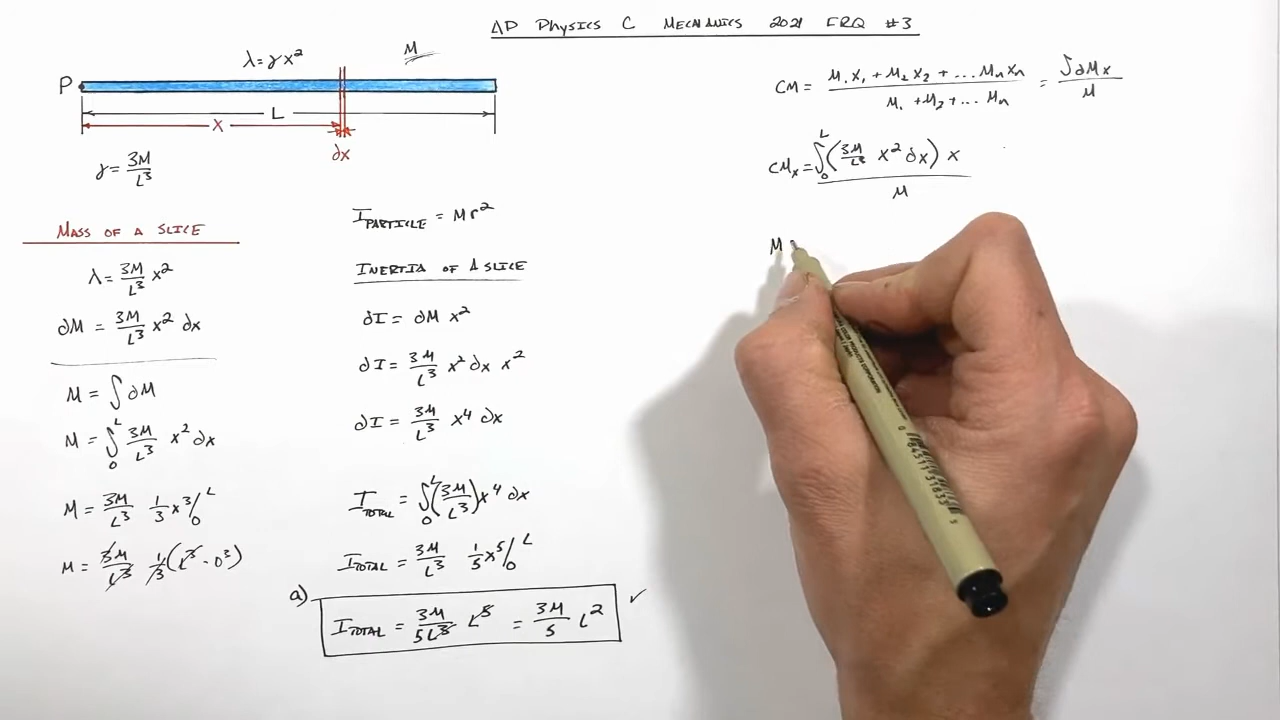 AP Physics C Mechanics 2021 FRQ #3
λ = γx² M
P
L
x
dx
γ = 3M/L³
Mass of a slice
λ = 3M/L³ x²
dM = 3M/L³ x² dx
M = ∫dM
M = ∫₀ᴸ 3M/L³ x² dx
M = 3M/L³ 1/3 x³/₀ᴸ
M = 3M/L³ 1/3 (L³ - 0³)
I PARTICLE = Mr²
Inertia of a slice
dI = dM x²
dI = 3M/L³ x² dx x²
dI = 3M/L³ x⁴ dx
I TOTAL = ∫₀ᴸ (3M/L³) x⁴ dx
I TOTAL = 3M/L³ 1/5 x⁵/₀ᴸ
a) I TOTAL = 3M/5L³ L⁵ = 3M/5 L² ✓
CM = M₁x₁ + M₂x₂ + ... Mₙxₙ / M₁ + M₂ + ... Mₙ = ∫dMx / M
CMₓ = ∫₀ᴸ (3M/L³ x² dx) x / M
M